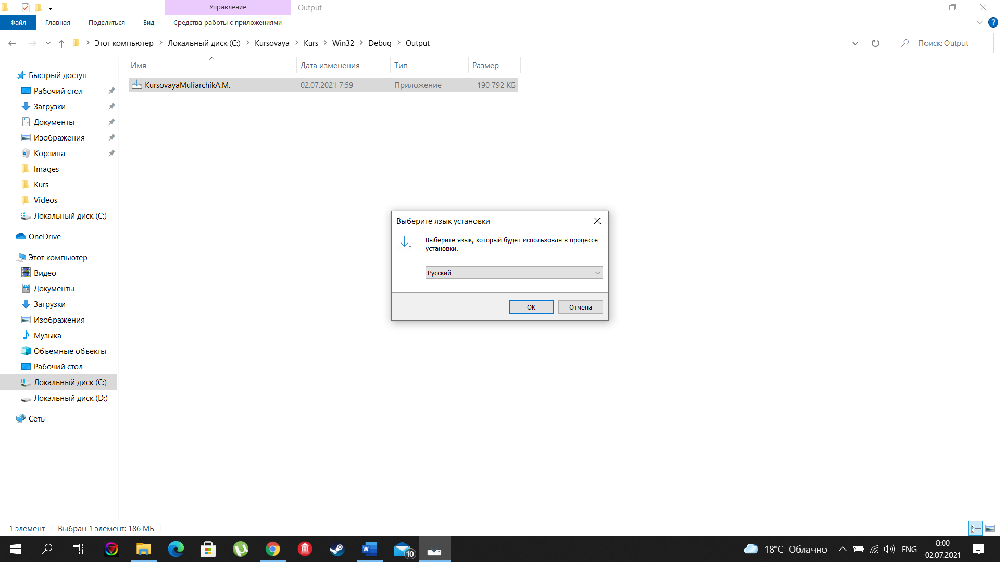 Управление
Output
Файл
Главная
Поделиться
Вид
Средства работы с приложениями
?
Этот компьютер
Локальный диск (C:)
Kursovaya
Kurs
Win32
Debug
Output
Поиск: Output
Имя
Дата изменения
Тип
Размер
KursovayaMuliarchikA.M.
02.07.2021 7:59
Приложение
190 792 КБ
Быстрый доступ
Рабочий стол
Загрузки
Документы
Изображения
Корзина
Images
Kurs
Videos
Локальный диск (C:)
OneDrive
Этот компьютер
Видео
Документы
Загрузки
Изображения
Музыка
Объемные объекты
Рабочий стол
Локальный диск (C:)
Локальный диск (D:)
Сеть
Выберите язык установки
Выберите язык, который будет использован в процессе
установки.
Русский
ОК
Отмена
1 элемент
Выбран 1 элемент: 186 МБ
W
10
18°C Облачно
ENG
8:00
02.07.2021